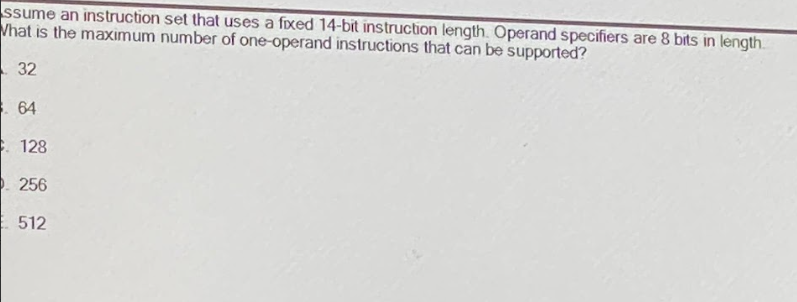 ssume an instruction set that uses a fixed 14-bit instruction length. Operand specifiers are 8 bits in length.
What is the maximum number of one-operand instructions that can be supported?
32
64
128
256
E. 512